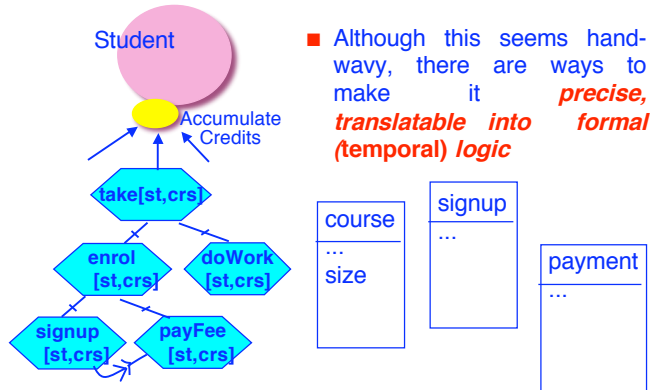 Student
Accumulate
Credits
take[st,crs]
enrol
[st,crs]
doWork
[st,crs]
signup
[st,crs]
payFee
[st,crs]
Although this seems hand-
wavy, there are ways to
make it precise,
translatable into formal
(temporal) logic
course
...
size
signup
...
payment
...